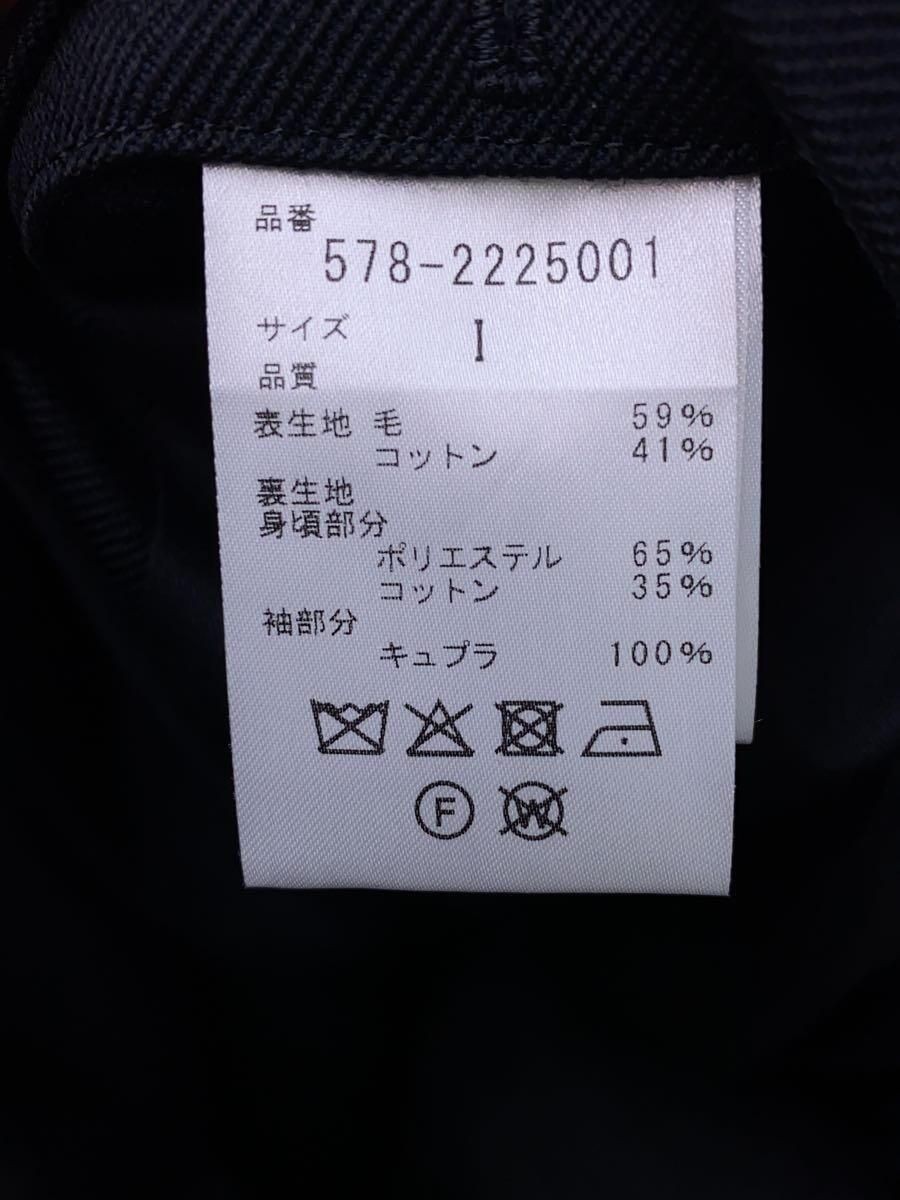 品番
578-2225001
サイズ I
品質
表生地 毛 59%
コットン 41%
裏生地
身頃部分
ポリエステル 65%
コットン 35%
袖部分
キュプラ 100%
F W